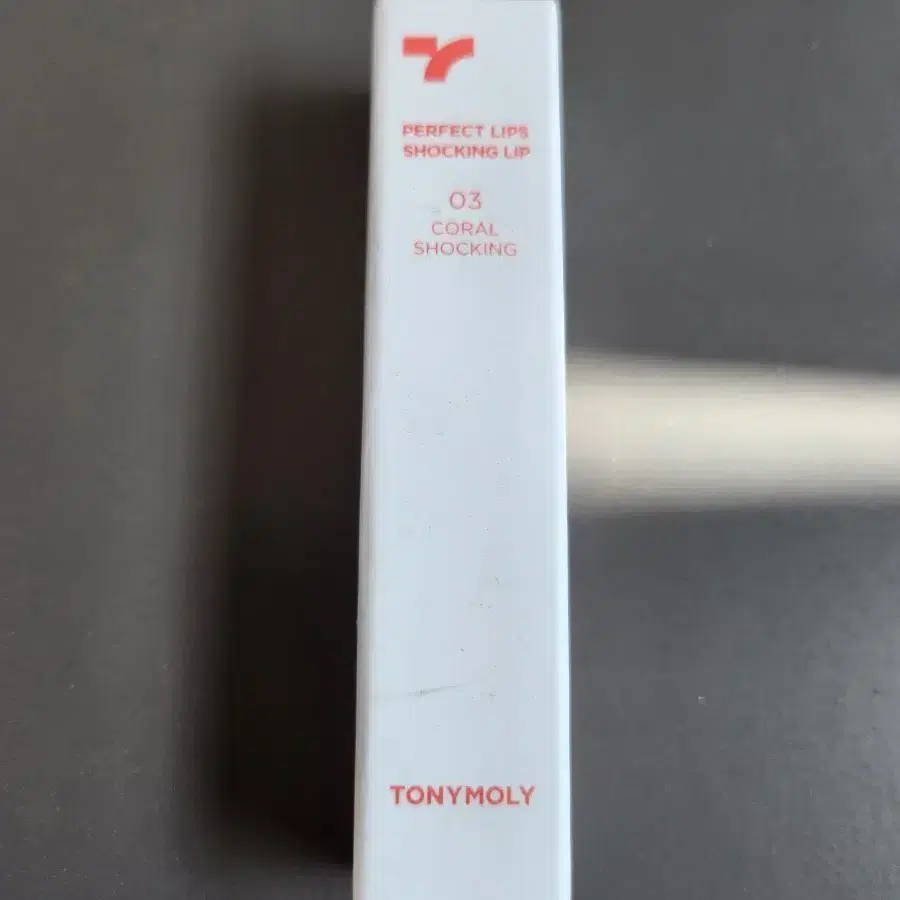 PERFECT LIPS
SHOCKING LIP
03
CORAL
SHOCKING
TONYMOLY